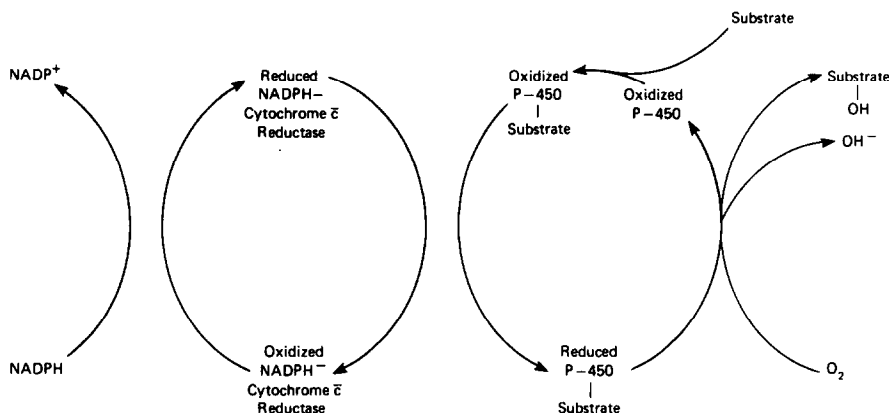 Substrate
NADP+
Reduced
NADPH–
Cytochrome c̅
Reductase
Oxidized
P–450
Substrate
Oxidized
P–450
Substrate
OH
OH–
NADPH
Oxidized
NADPH–
Cytochrome c̅
Reductase
Reduced
P–450
Substrate
O₂